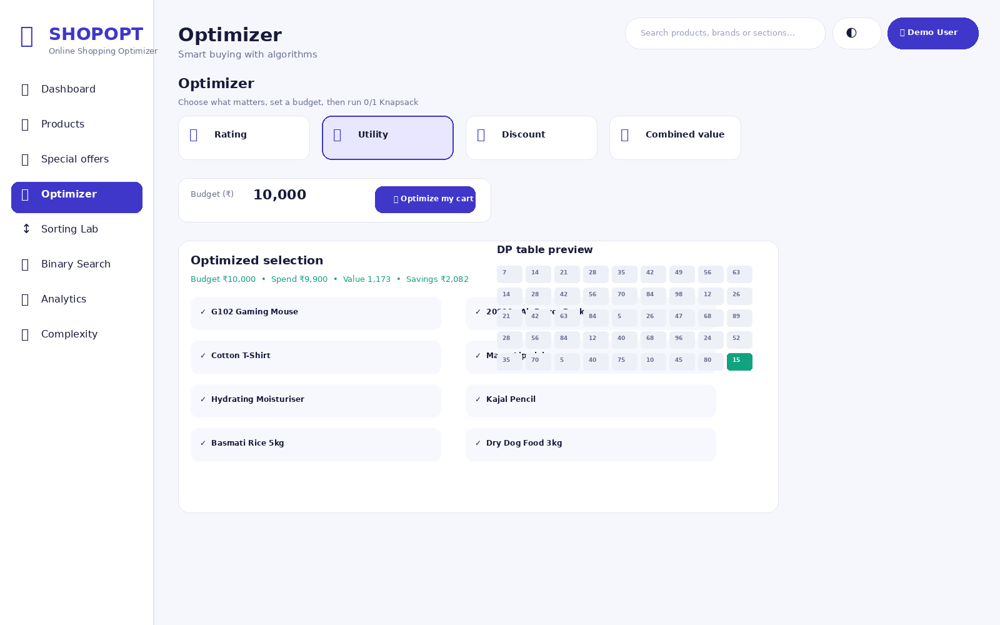 SHOPOPT
Online Shopping Optimizer
Dashboard
Products
Special offers
Optimizer
Sorting Lab
Binary Search
Analytics
Complexity
Optimizer
Smart buying with algorithms
Search products, brands or sections...
Demo User
Optimizer
Choose what matters, set a budget, then run 0/1 Knapsack
Rating
Utility
Discount
Combined value
Budget (₹) 10,000
Optimize my cart
Optimized selection
Budget ₹10,000 • Spend ₹9,900 • Value 1,173 • Savings ₹2,082
✓ G102 Gaming Mouse
✓
✓ Cotton T-Shirt
✓
✓ Hydrating Moisturiser
✓ Kajal Pencil
✓ Basmati Rice 5kg
✓ Dry Dog Food 3kg
DP table preview
7 14 21 28 35 42 49 56 63
14 28 42 56 70 84 98 12 26
21 42 63 84 5 26 47 68 89
28 56 84 12 40 68 96 24 52
35 70 5 40 75 10 45 80 15